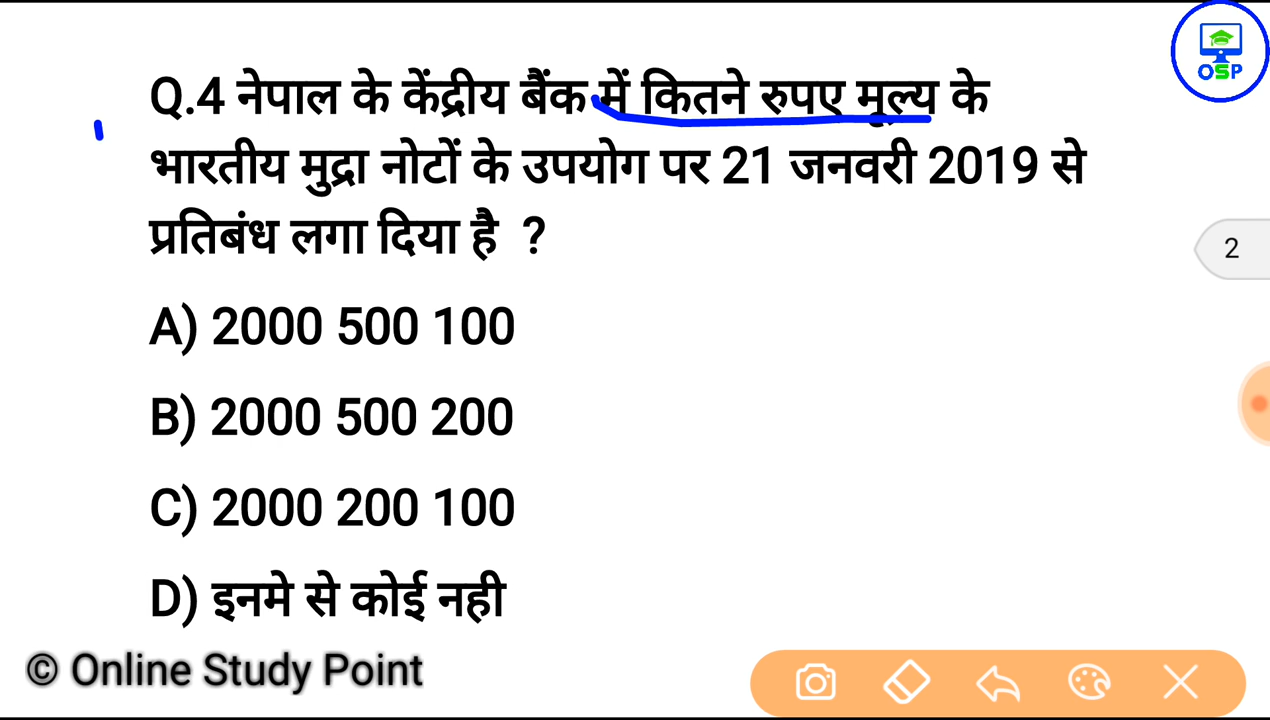 OSP
Q.4 नेपाल के केंद्रीय बैंक में कितने रुपए मूल्य के
भारतीय मुद्रा नोटों के उपयोग पर 21 जनवरी 2019 से
प्रतिबंध लगा दिया है ?
2
A) 2000 500 100
B) 2000 500 200
C) 2000 200 100
D) इनमे से कोई नही
© Online Study Point